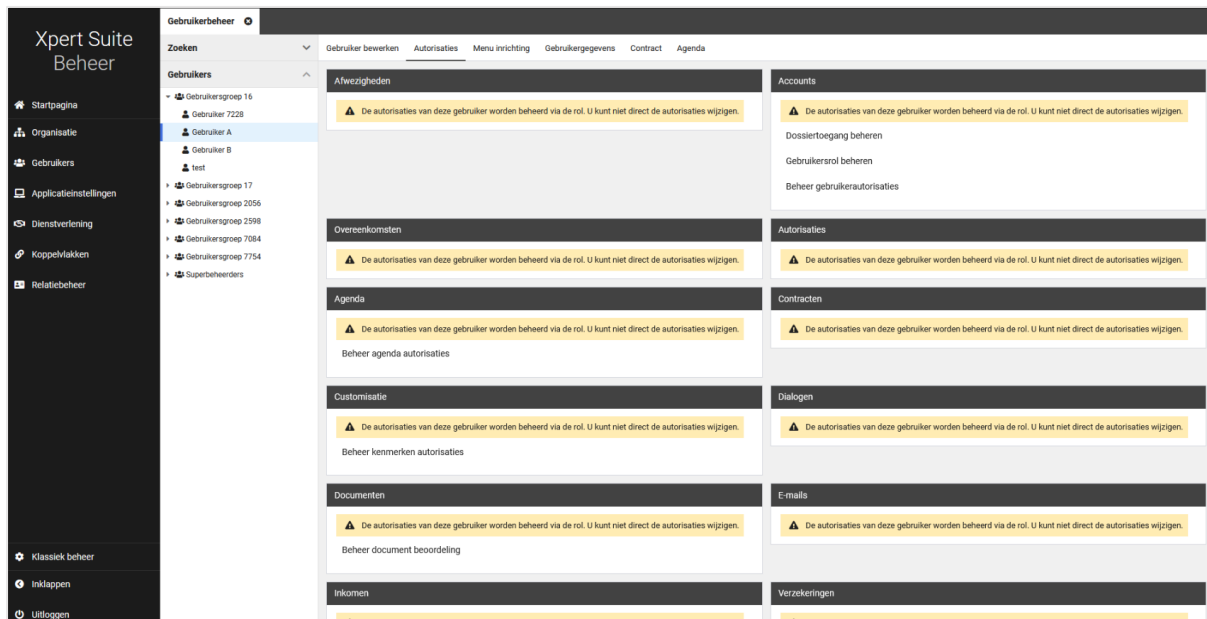 Xpert Suite
Beheer
Startpagina
Organisatie
Gebruikers
Applicatieinstellingen
Dienstverlening
Koppelvlakken
Relatiebeheer
Klassiek beheer
Inklappen
Uitloggen
Gebruikerbeheer
Zoeken
Gebruikers
Gebruikersgroep 16
Gebruiker 7228
Gebruiker A
Gebruiker B
test
Gebruikersgroep 17
Gebruikersgroep 2056
Gebruikersgroep 2598
Gebruikersgroep 7084
Gebruikersgroep 7754
Superbeheerders
Gebruiker bewerken Autorisaties Menu inrichting Gebruikergegevens Contract Agenda
Afwezigheden
De autorisaties van deze gebruiker worden beheerd via de rol. U kunt niet direct de autorisaties wijzigen.
Accounts
De autorisaties van deze gebruiker worden beheerd via de rol. U kunt niet direct de autorisaties wijzigen.
Dossiertoegang beheren
Gebruikersrol beheren
Beheer gebruikerautorisaties
Overeenkomsten
De autorisaties van deze gebruiker worden beheerd via de rol. U kunt niet direct de autorisaties wijzigen.
Autorisaties
De autorisaties van deze gebruiker worden beheerd via de rol. U kunt niet direct de autorisaties wijzigen.
Agenda
De autorisaties van deze gebruiker worden beheerd via de rol. U kunt niet direct de autorisaties wijzigen.
Beheer agenda autorisaties
Contracten
De autorisaties van deze gebruiker worden beheerd via de rol. U kunt niet direct de autorisaties wijzigen.
Customisatie
De autorisaties van deze gebruiker worden beheerd via de rol. U kunt niet direct de autorisaties wijzigen.
Beheer kenmerken autorisaties
Dialogen
De autorisaties van deze gebruiker worden beheerd via de rol. U kunt niet direct de autorisaties wijzigen.
Documenten
De autorisaties van deze gebruiker worden beheerd via de rol. U kunt niet direct de autorisaties wijzigen.
Beheer document beoordeling
E-mails
De autorisaties van deze gebruiker worden beheerd via de rol. U kunt niet direct de autorisaties wijzigen.
Inkomen
Verzekeringen